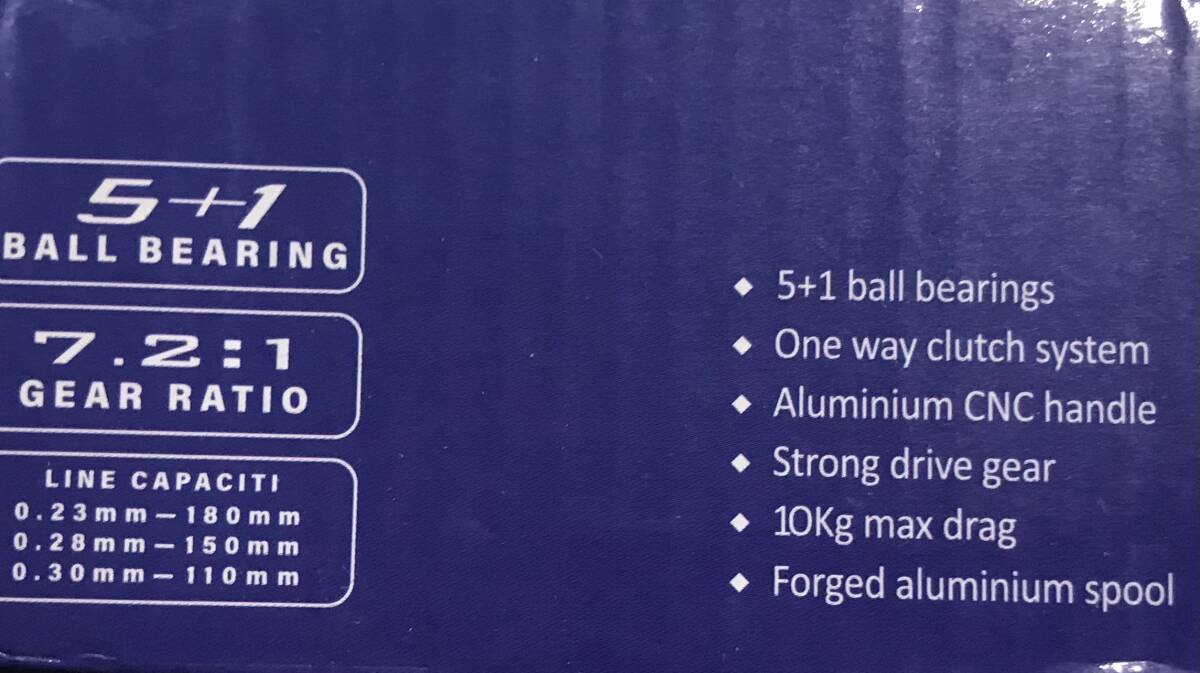 5+1
BALL BEARING
7.2:1
GEAR RATIO
LINE CAPACITI
0.23mm—180mm
0.28mm—150mm
0.30mm—110mm
◆ 5+1 ball bearings
◆ One way clutch system
◆ Aluminium CNC handle
◆ Strong drive gear
◆ 10Kg max drag
◆ Forged aluminium spool